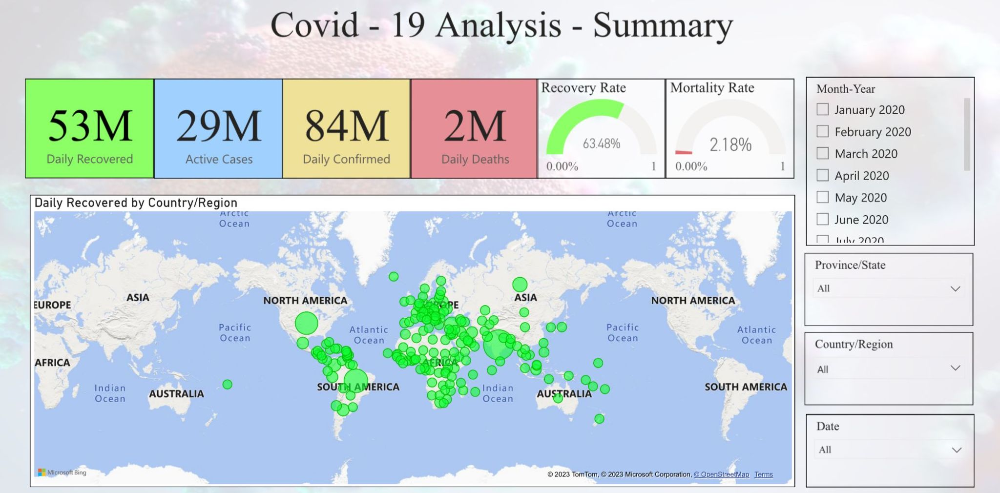 Covid - 19 Analysis - Summary
53M
Daily Recovered
29M
Active Cases
84M
Daily Confirmed
2M
Daily Deaths
Recovery Rate
63.48%
0.00%
1
Mortality Rate
2.18%
0.00%
1
Month-Year
January 2020
February 2020
March 2020
April 2020
May 2020
June 2020
July 2020
Province/State
All
Country/Region
All
Date
All
Daily Recovered by Country/Region
Arctic
Ocean
Arctic
Ocean
EUROPE
ASIA
NORTH AMERICA
EUROPE
ASIA
NORTH AMERICA
Pacific
Ocean
Atlantic
Ocean
Pacific
Ocean
Atlantic
Ocean
AFRICA
AFRICA
Indian
Ocean
AUSTRALIA
SOUTH AMERICA
Indian
Ocean
AUSTRALIA
SOUTH AMERICA
Microsoft Bing
© 2023 TomTom, © 2023 Microsoft Corporation, © OpenStreetMap Terms